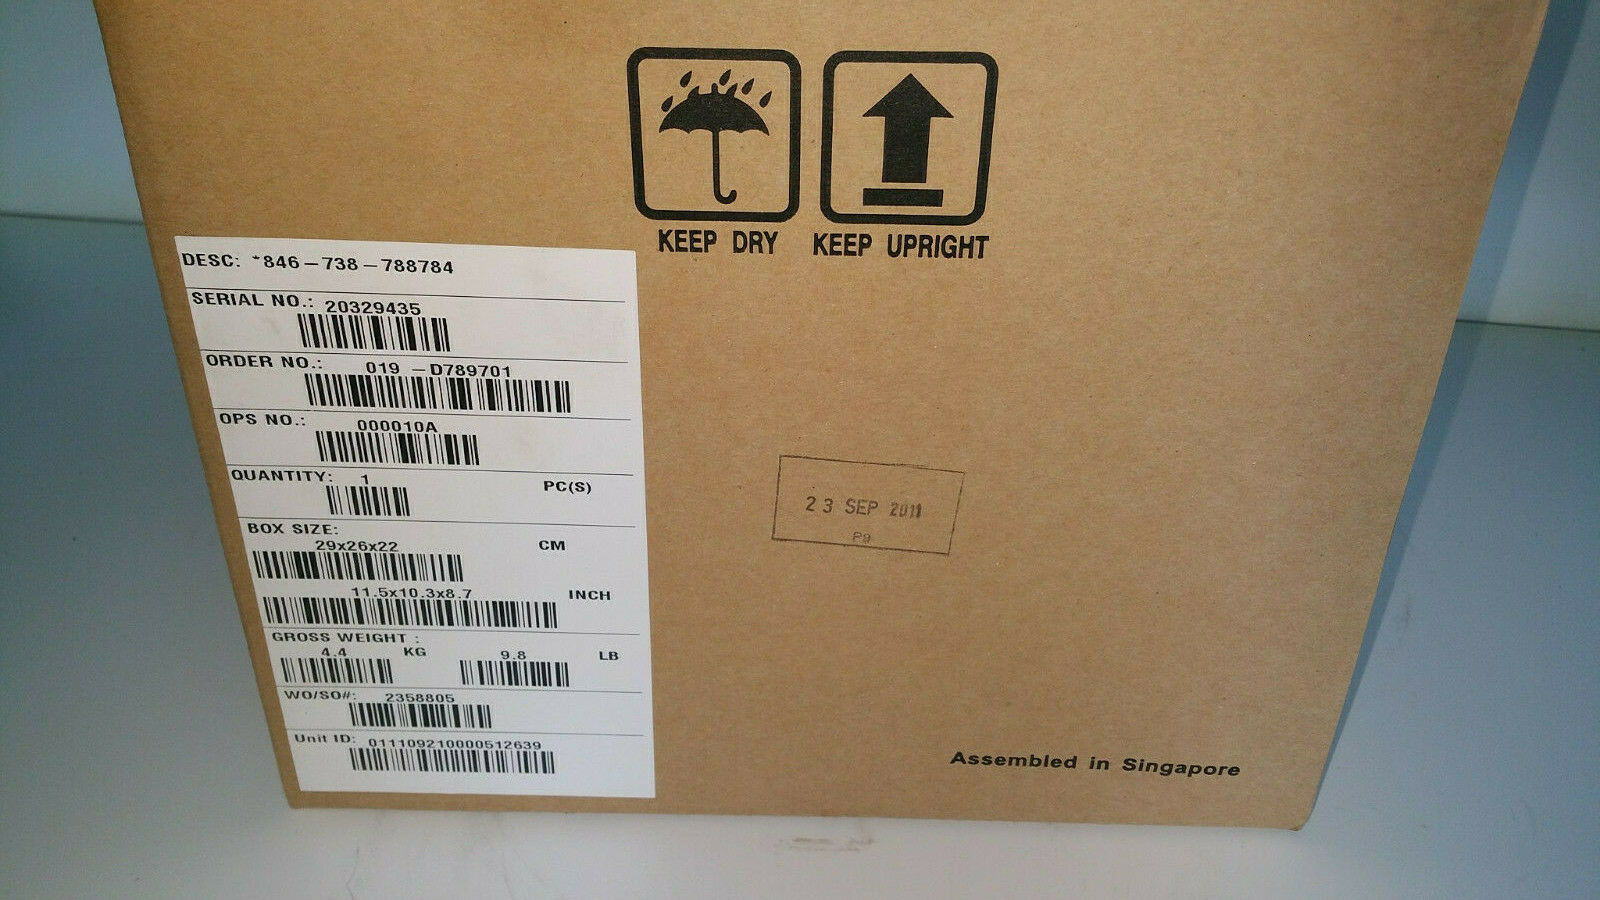 KEEP DRY
KEEP UPRIGHT
DESC: *846-738-788784
SERIAL NO.: 20329435
ORDER NO.: 019 -D789701
OPS NO.: 000010A
QUANTITY: 1 PC(S)
BOX SIZE:
29x26x22 CM
11.5x10.3x8.7 INCH
GROSS WEIGHT :
4.4 KG 9.8 LB
WO/SO#: 2358805
Unit ID: 011109210000512639
23 SEP 2011
P9
Assembled in Singapore